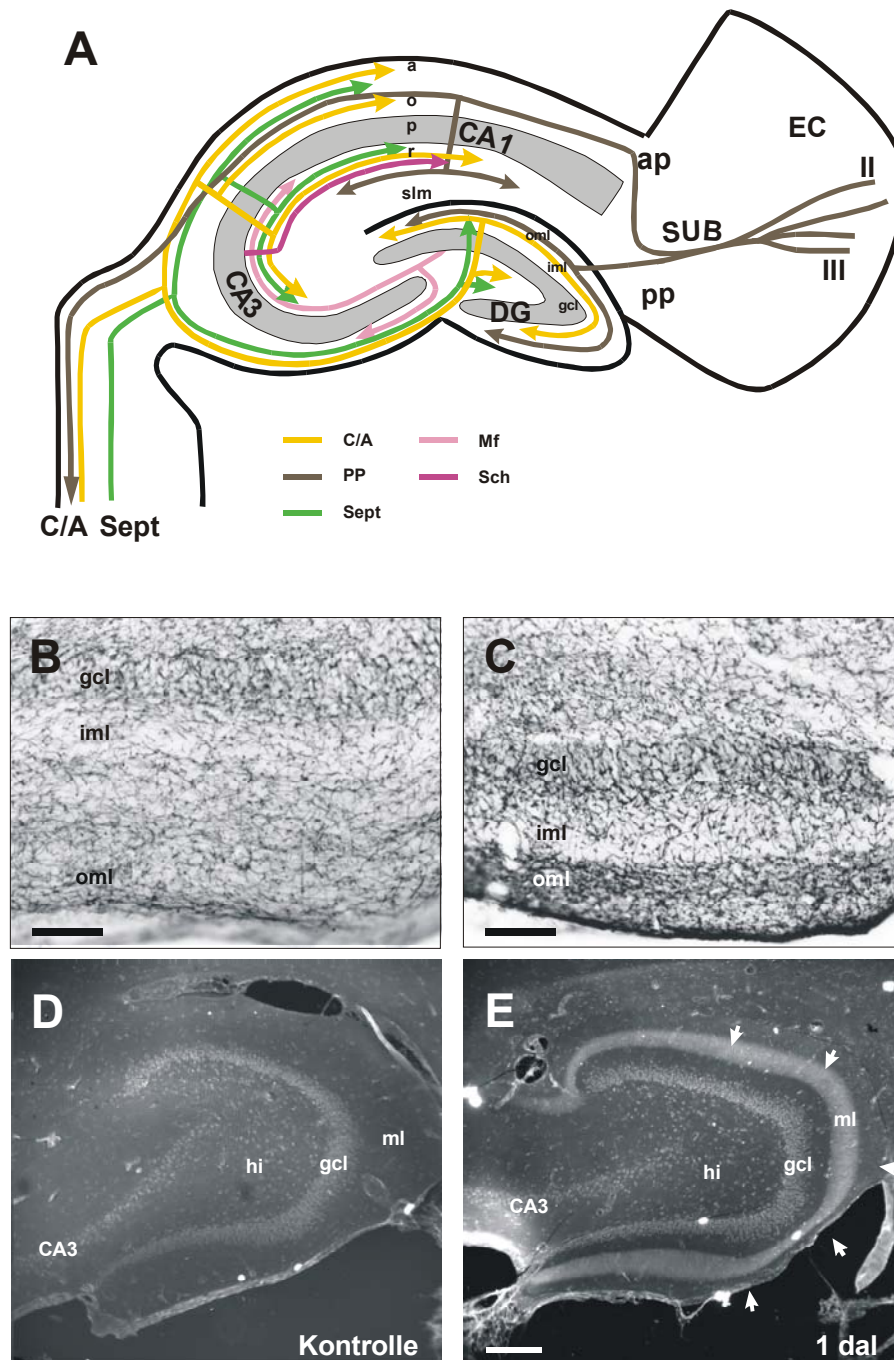 A
a
o
p
r
CA1
slm
ap
EC
II
SUB
III
pp
oml
iml
gcl
DG
CA3
C/A
PP
Sept
Mf
Sch
C/A Sept
B
gcl
iml
oml
C
gcl
iml
oml
D
ml
hi
gcl
CA3
Kontrolle
E
ml
hi
gcl
CA3
1 dal